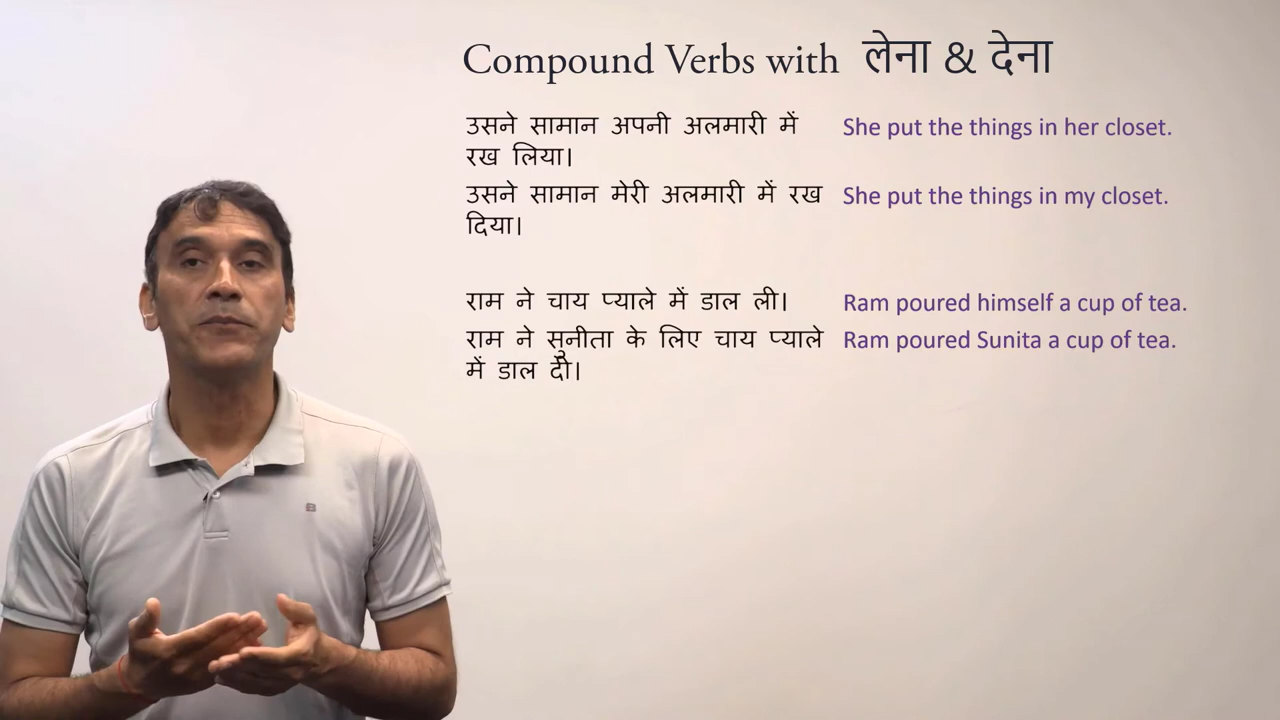 Compound Verbs with लेना & देना
उसने सामान अपनी अलमारी में
रख लिया।
She put the things in her closet.
उसने सामान मेरी अलमारी में रख
दिया।
She put the things in my closet.
राम ने चाय प्याले में डाल ली।
Ram poured himself a cup of tea.
राम ने सुनीता के लिए चाय प्याले
में डाल दी।
Ram poured Sunita a cup of tea.